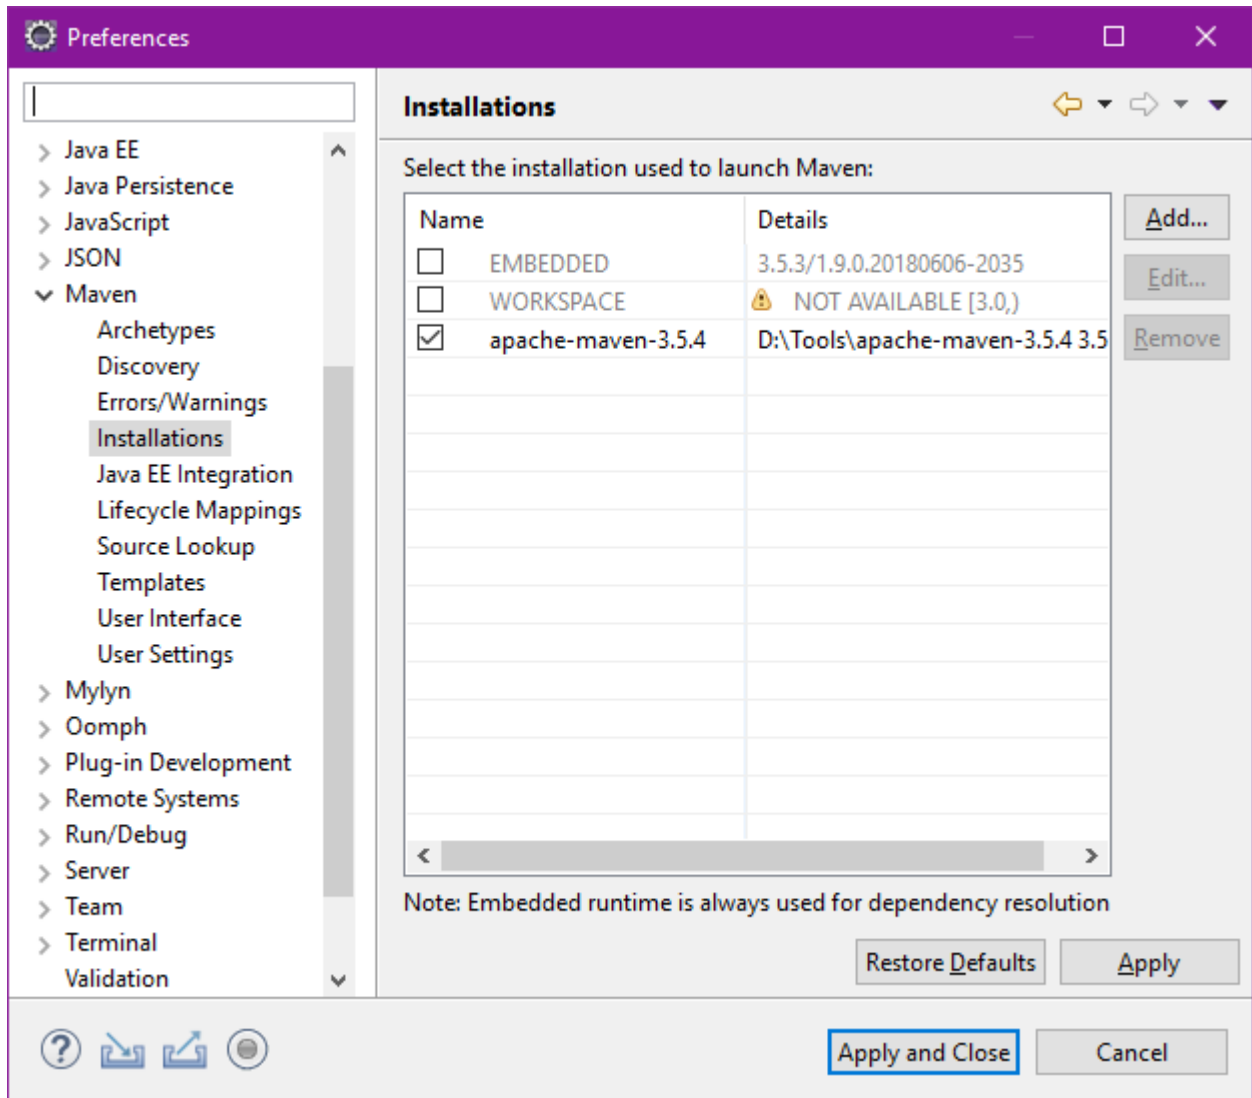 Preferences
Java EE
Java Persistence
JavaScript
JSON
Maven
Archetypes
Discovery
Errors/Warnings
Installations
Java EE Integration
Lifecycle Mappings
Source Lookup
Templates
User Interface
User Settings
Mylyn
Oomph
Plug-in Development
Remote Systems
Run/Debug
Server
Team
Terminal
Validation
Installations
Select the installation used to launch Maven:
Name Details
EMBEDDED 3.5.3/1.9.0.20180606-2035
WORKSPACE NOT AVAILABLE [3.0,)
apache-maven-3.5.4 D:\Tools\apache-maven-3.5.4 3.5
Add...
Edit...
Remove
Note: Embedded runtime is always used for dependency resolution
Restore Defaults Apply
? Apply and Close Cancel